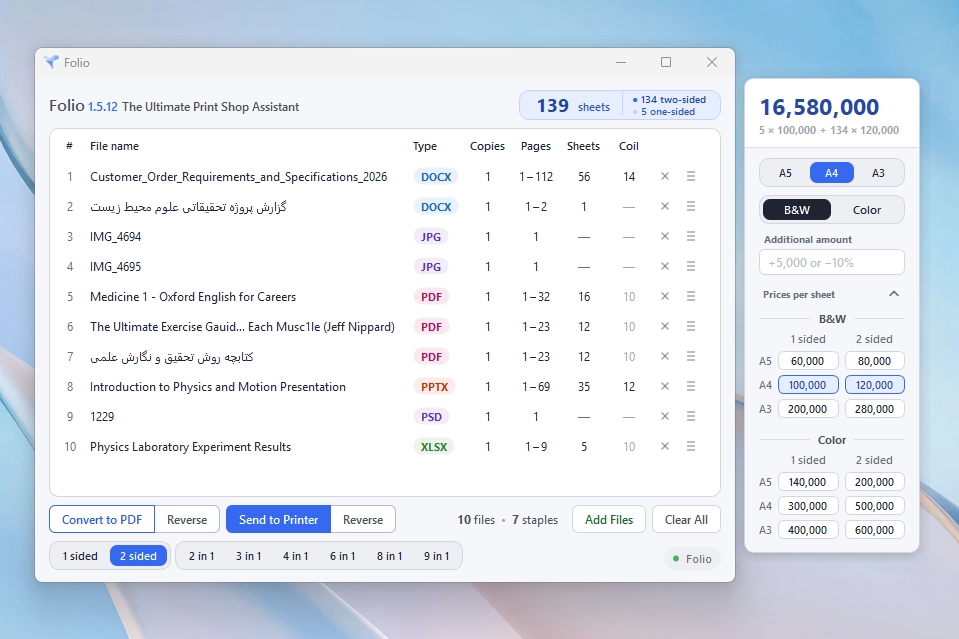 Folio
Folio 1.5.12 The Ultimate Print Shop Assistant
139 sheets
• 134 two-sided
• 5 one-sided
# File name Type Copies Pages Sheets Coil
1 Customer_Order_Requirements_and_Specifications_2026 DOCX 1 1–112 56 14 × ☰
2 گزارش پروژه تحقیقاتی علوم محیط زیست DOCX 1 1–2 1 — × ☰
3 IMG_4694 JPG 1 1 — — × ☰
4 IMG_4695 JPG 1 1 — — × ☰
5 Medicine 1 - Oxford English for Careers PDF 1 1–32 16 10 × ☰
6 The Ultimate Exercise Gauid... Each Musc1le (Jeff Nippard) PDF 1 1–23 12 10 × ☰
7 کتابچه روش تحقیق و نگارش علمی PDF 1 1–23 12 10 × ☰
8 Introduction to Physics and Motion Presentation PPTX 1 1–69 35 12 × ☰
9 1229 PSD 1 1 — — × ☰
10 Physics Laboratory Experiment Results XLSX 1 1–9 5 10 × ☰
Convert to PDF Reverse Send to Printer Reverse 10 files • 7 staples Add Files Clear All
1 sided 2 sided 2 in 1 3 in 1 4 in 1 6 in 1 8 in 1 9 in 1 • Folio
16,580,000
5 × 100,000 + 134 × 120,000
A5 A4 A3
B&W Color
Additional amount
+5,000 or −10%
Prices per sheet
B&W
1 sided 2 sided
A5 60,000 80,000
A4 100,000 120,000
A3 200,000 280,000
Color
1 sided 2 sided
A5 140,000 200,000
A4 300,000 500,000
A3 400,000 600,000